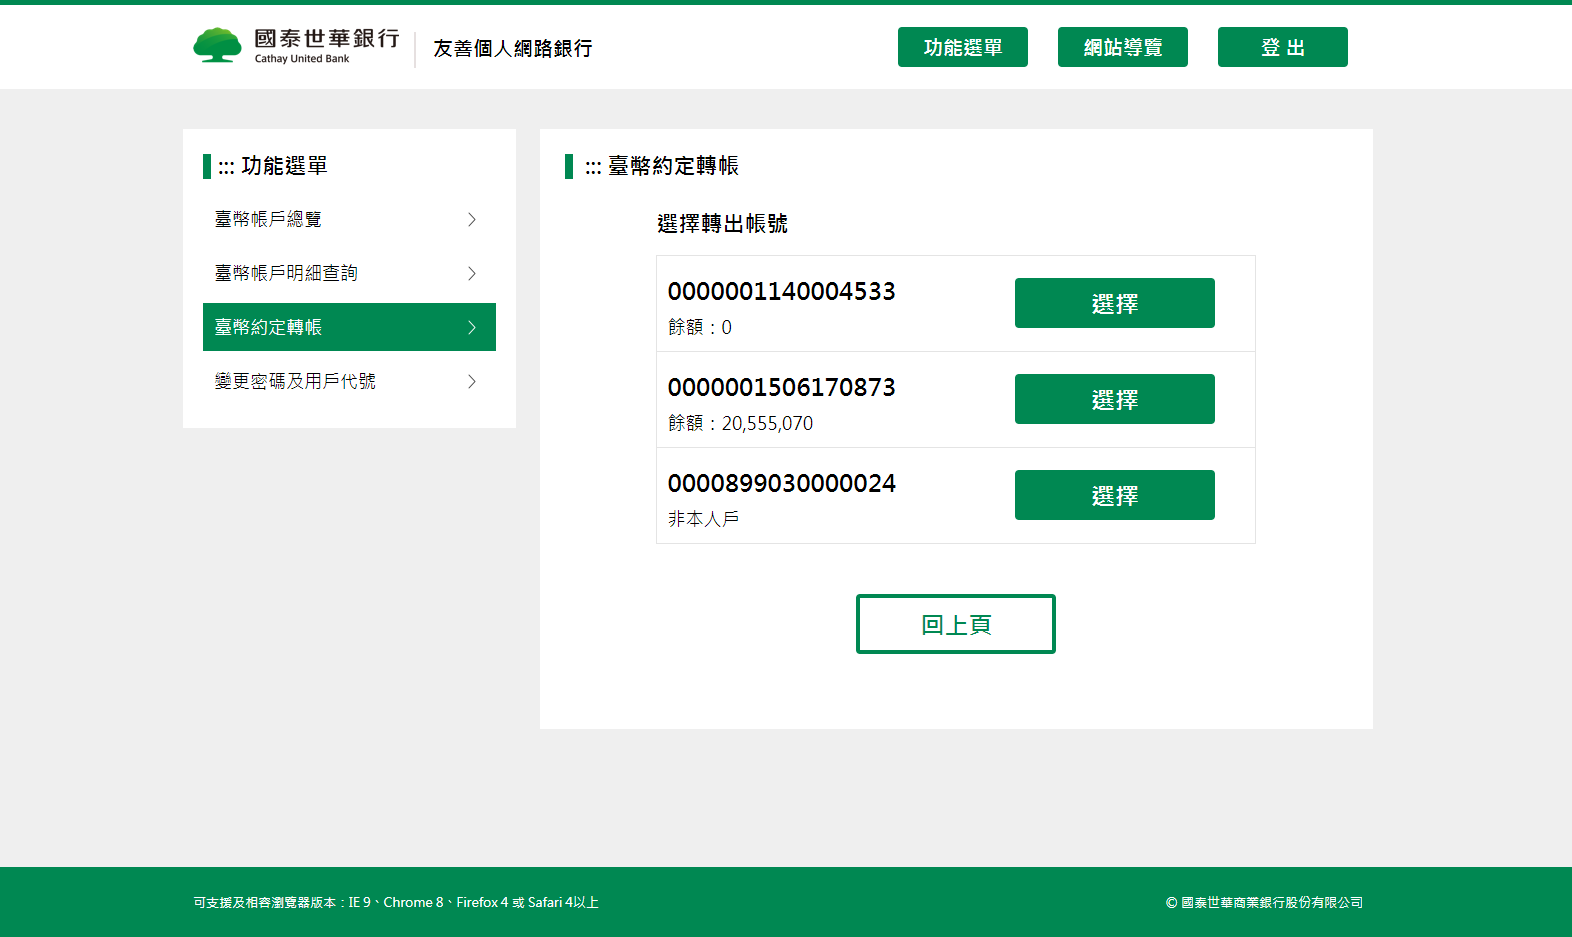 國泰世華銀行
Cathay United Bank
友善個人網路銀行
功能選單
網站導覽
登 出
::: 功能選單
臺幣帳戶總覽
臺幣帳戶明細查詢
臺幣約定轉帳
變更密碼及用戶代號
::: 臺幣約定轉帳
選擇轉出帳號
0000001140004533
餘額：0
選擇
0000001506170873
餘額：20,555,070
選擇
0000899030000024
非本人戶
選擇
回上頁
可支援及相容瀏覽器版本：IE 9、Chrome 8、Firefox 4 或 Safari 4以上
© 國泰世華商業銀行股份有限公司